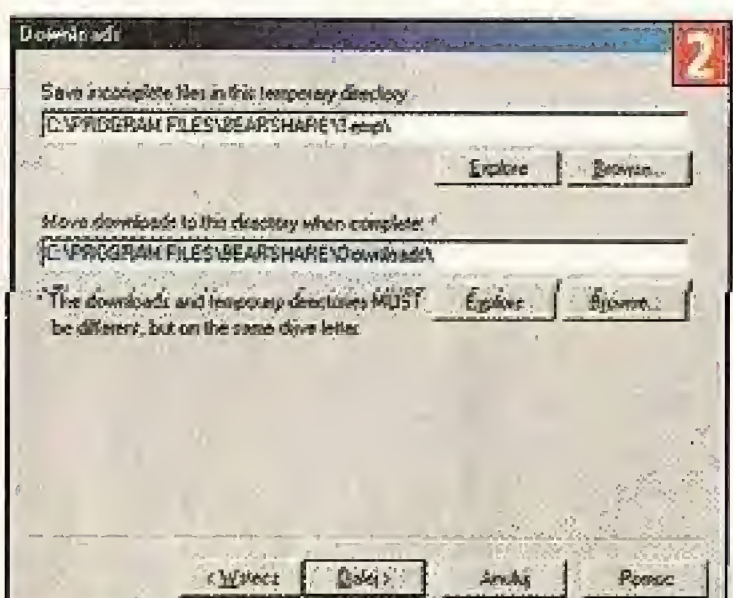 Downloads
2
Save incomplete files in this temporary directory
C:\PROGRAM FILES\BEARSHARE\Temp\
Explore Browse...
Move downloads to this directory when complete: *
C:\PROGRAM FILES\BEARSHARE\Downloads\
* The downloads and temporary directories MUST
Explore Browse...
be different, but on the same drive letter.
< Wstecz Dalej > Anuluj Pomoc